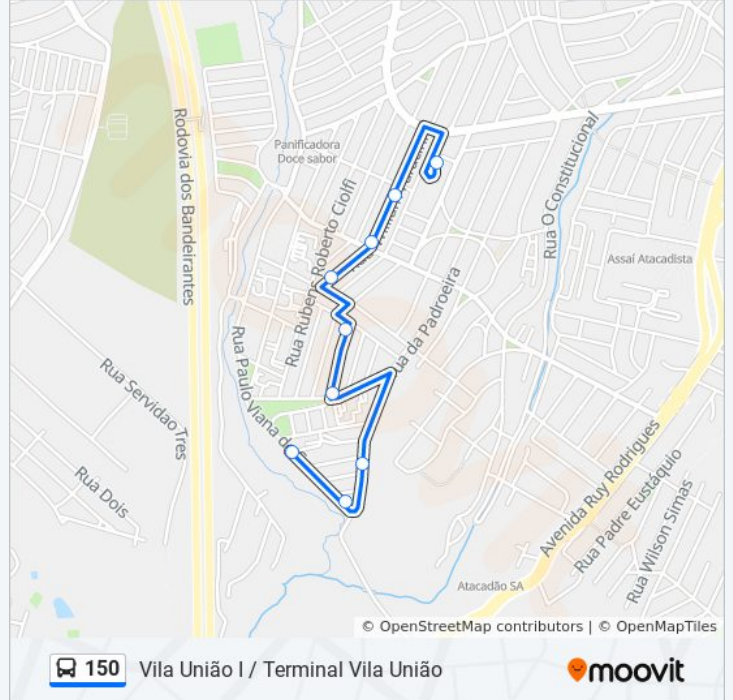 Rodovia dos Bandeirantes
Panificadora
Doce sabor
Rua O Constitucional
Rua Rubens Roberto Ciolfi
Assaí Atacadista
Rua da Padroeira
Rua Paulo Viana de
Rua Servidao Tres
Rua Dois
Avenida Ruy Rodrigues
Rua Padre Eustáquio
Rua Wilson Simas
Atacadão SA
© OpenStreetMap contributors | © OpenMapTiles
150 Vila União I / Terminal Vila União
moovit